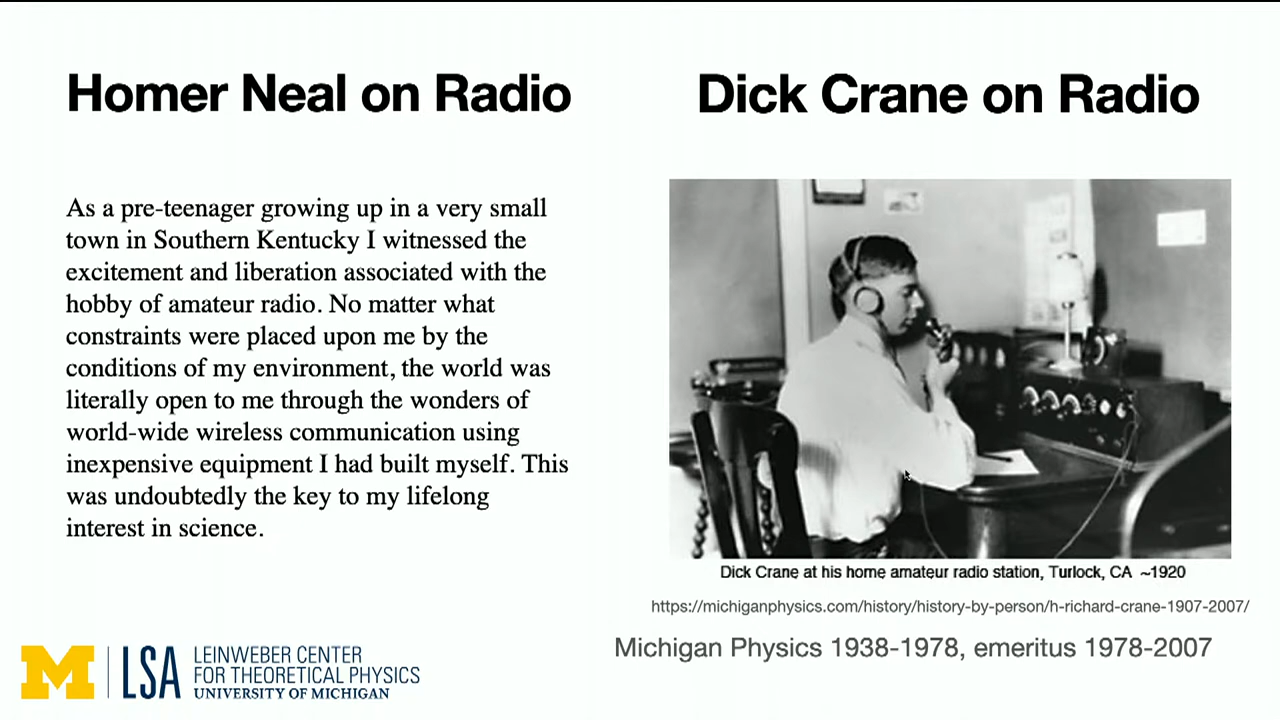 Homer Neal on Radio
As a pre-teenager growing up in a very small
town in Southern Kentucky I witnessed the
excitement and liberation associated with the
hobby of amateur radio. No matter what
constraints were placed upon me by the
conditions of my environment, the world was
literally open to me through the wonders of
world-wide wireless communication using
inexpensive equipment I had built myself. This
was undoubtedly the key to my lifelong
interest in science.
Dick Crane on Radio
Dick Crane at his home amateur radio station, Turlock, CA ~1920
https://michiganphysics.com/history/history-by-person/h-richard-crane-1907-2007/
Michigan Physics 1938-1978, emeritus 1978-2007
M
LSA
LEINWEBER CENTER
FOR THEORETICAL PHYSICS
UNIVERSITY OF MICHIGAN